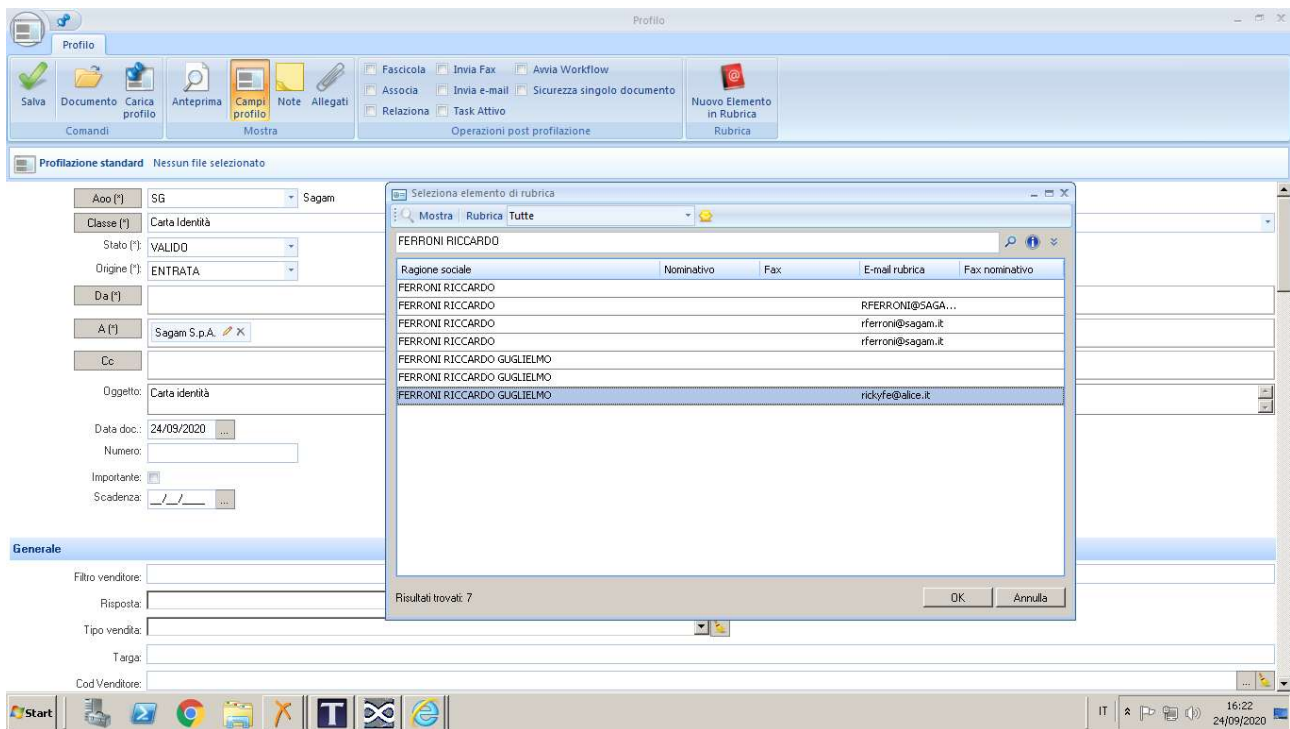 Profilo
Profilo
Salva
Documento
Carica profilo
Comandi
Anteprima
Campi profilo
Note
Allegati
Mostra
Fascicola Invia Fax Avvia Workflow
Associa Invia e-mail Sicurezza singolo documento
Relaziona Task Attivo
Operazioni post profilazione
Nuovo Elemento in Rubrica
Rubrica
Profilazione standard Nessun file selezionato
Aoo (*) SG Sagam
Classe (*) Carta Identità
Stato (*): VALIDO
Origine (*): ENTRATA
Da (*)
A (*) Sagam S.p.A.
Cc
Oggetto: Carta identità
Data doc.: 24/09/2020 ...
Numero:
Importante:
Scadenza: __/__/____ ...
Seleziona elemento di rubrica
Mostra Rubrica Tutte
FERRONI RICCARDO
Ragione sociale Nominativo Fax E-mail rubrica Fax nominativo
FERRONI RICCARDO
FERRONI RICCARDO RFERRONI@SAGA...
FERRONI RICCARDO rferroni@sagam.it
FERRONI RICCARDO rferroni@sagam.it
FERRONI RICCARDO GUGLIELMO
FERRONI RICCARDO GUGLIELMO
FERRONI RICCARDO GUGLIELMO rickyfe@alice.it
Risultati trovati: 7 OK Annulla
Generale
Filtro venditore:
Risposta:
Tipo vendita:
Targa:
Cod Venditore: ...
Start T IT 16:22
24/09/2020